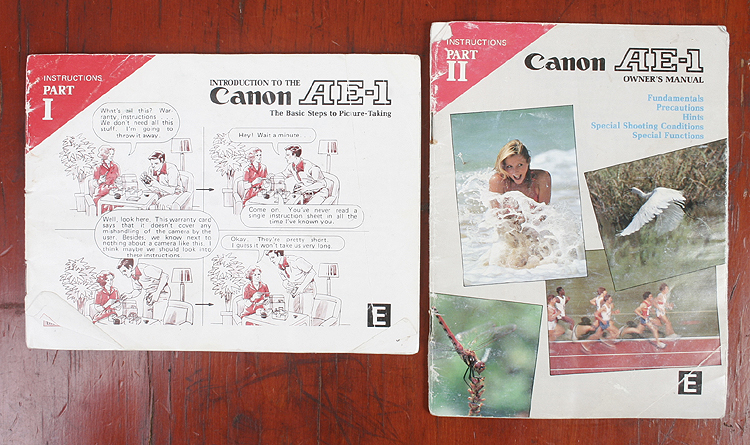 INSTRUCTIONS
PART
I
INTRODUCTION TO THE
Canon AE-1
The Basic Steps to Picture-Taking
What's all this? War-
ranty, instructions ...
We don't need all this
stuff. I'm going to
throw it away.
Hey! Wait a minute.
Come on. You've never read a
single instruction sheet in all the
time I've known you.
Well, look here. This warranty card
says that it doesn't cover any
mishandling of the camera by the
user. Besides, we know next to
nothing about a camera like this. I
think maybe we should look into
these instructions.
Okay. They're pretty short.
I guess it won't take us very long.
E
INSTRUCTIONS
PART
II
Canon AE-1
OWNER'S MANUAL
Fundamentals
Precautions
Hints
Special Shooting Conditions
Special Functions
E